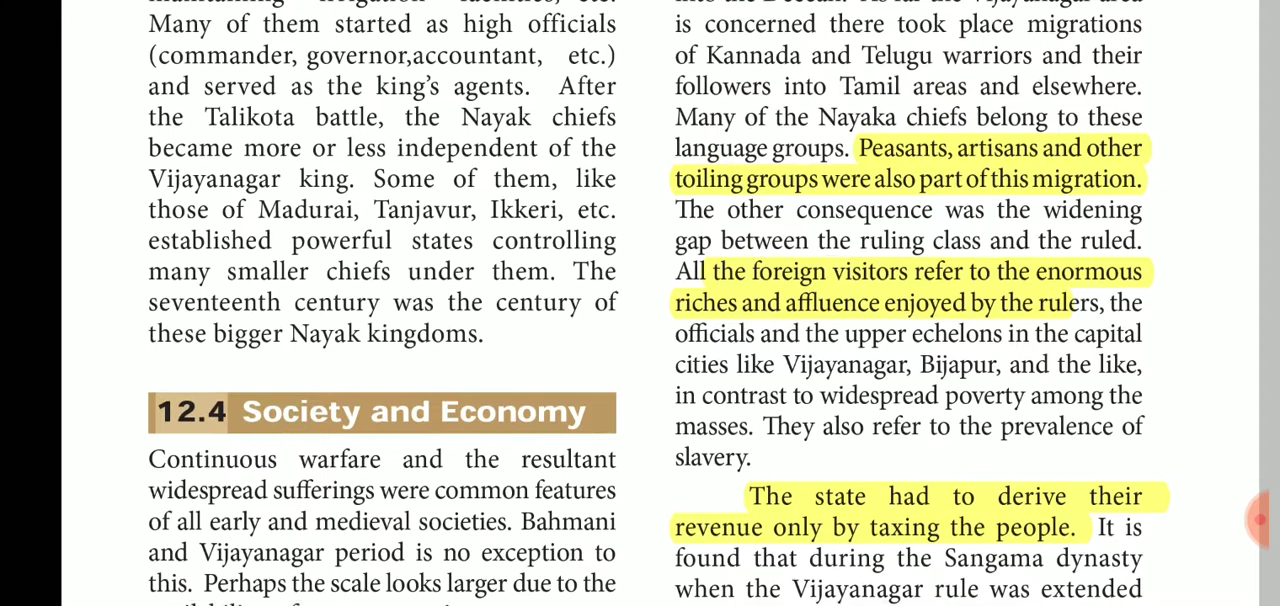 Many of them started as high officials
(commander, governor,accountant, etc.)
and served as the king's agents. After
the Talikota battle, the Nayak chiefs
became more or less independent of the
Vijayanagar king. Some of them, like
those of Madurai, Tanjavur, Ikkeri, etc.
established powerful states controlling
many smaller chiefs under them. The
seventeenth century was the century of
these bigger Nayak kingdoms.
12.4 Society and Economy
Continuous warfare and the resultant
widespread sufferings were common features
of all early and medieval societies. Bahmani
and Vijayanagar period is no exception to
this. Perhaps the scale looks larger due to the
is concerned there took place migrations
of Kannada and Telugu warriors and their
followers into Tamil areas and elsewhere.
Many of the Nayaka chiefs belong to these
language groups. Peasants, artisans and other
toiling groups were also part of this migration.
The other consequence was the widening
gap between the ruling class and the ruled.
All the foreign visitors refer to the enormous
riches and affluence enjoyed by the rulers, the
officials and the upper echelons in the capital
cities like Vijayanagar, Bijapur, and the like,
in contrast to widespread poverty among the
masses. They also refer to the prevalence of
slavery.
The state had to derive their
revenue only by taxing the people. It is
found that during the Sangama dynasty
when the Vijayanagar rule was extended